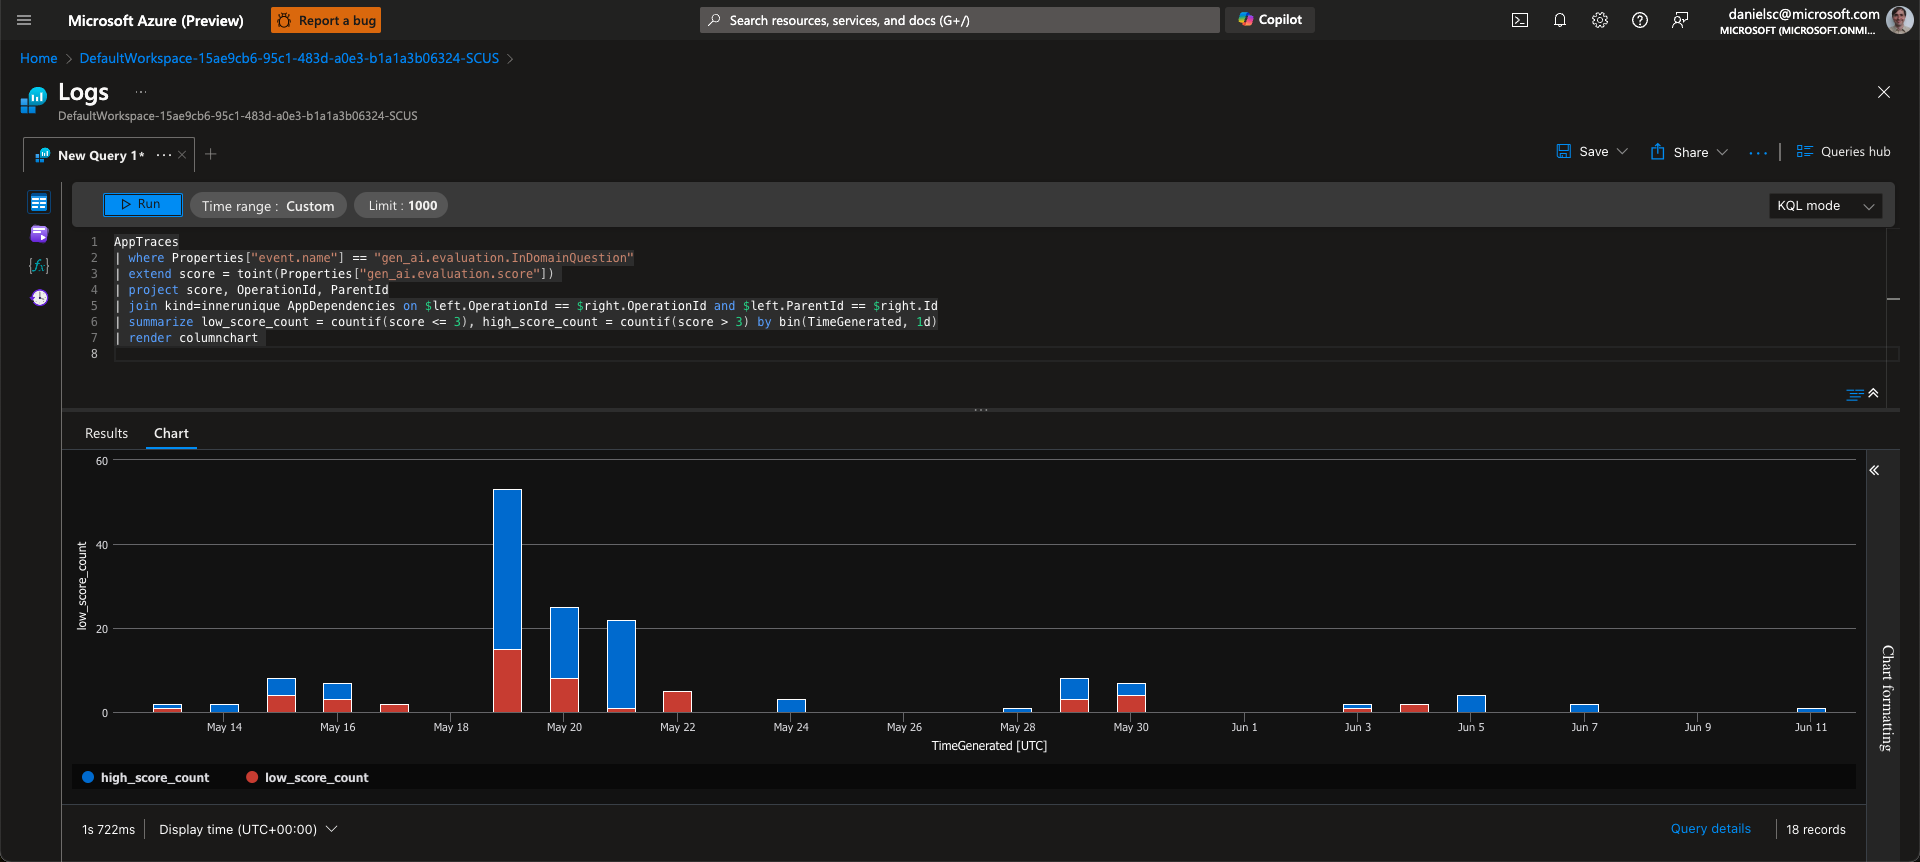 Microsoft Azure (Preview)
Report a bug
Search resources, services, and docs (G+/)
Copilot
danielsc@microsoft.com
MICROSOFT (MICROSOFT.ONMI...
Home > DefaultWorkspace-15ae9cb6-95c1-483d-a0e3-b1a1a3b06324-SCUS >
Logs ...
DefaultWorkspace-15ae9cb6-95c1-483d-a0e3-b1a1a3b06324-SCUS
New Query 1* ...
Save
Share
...
Queries hub
Run
Time range : Custom
Limit : 1000
KQL mode
1 AppTraces
2 | where Properties["event.name"] == "gen_ai.evaluation.InDomainQuestion"
3 | extend score = toint(Properties["gen_ai.evaluation.score"])
4 | project score, OperationId, ParentId
5 | join kind=innerunique AppDependencies on $left.OperationId == $right.OperationId and $left.ParentId == $right.Id
6 | summarize low_score_count = countif(score <= 3), high_score_count = countif(score > 3) by bin(TimeGenerated, 1d)
7 | render columnchart
8
...
Results
Chart
60
40
20
0
low_score_count
May 14
May 16
May 18
May 20
May 22
May 24
May 26
May 28
May 30
Jun 1
Jun 3
Jun 5
Jun 7
Jun 9
Jun 11
TimeGenerated [UTC]
high_score_count
low_score_count
Chart formatting
1s 722ms
Display time (UTC+00:00)
Query details
18 records